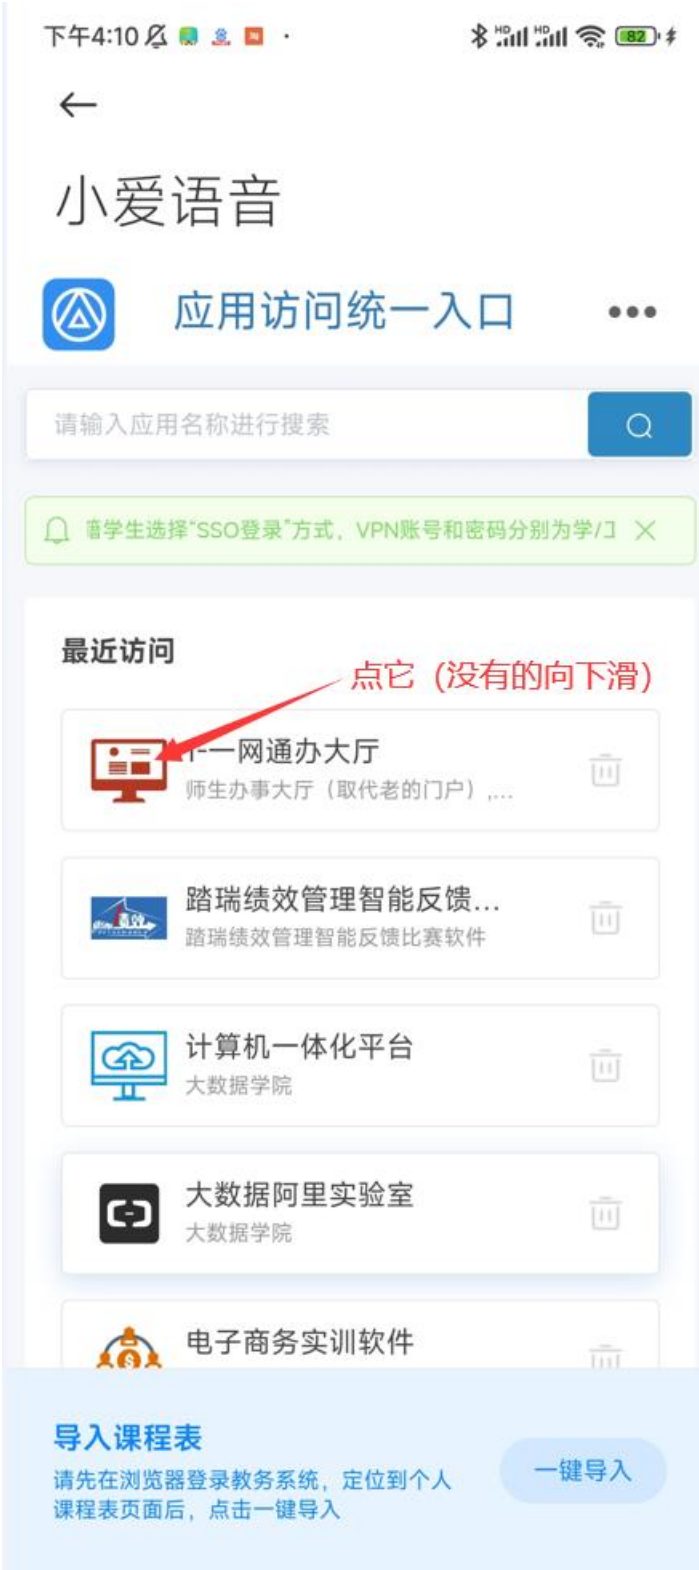 下午4:10
HD HD 82
小爱语音
应用访问统一入口
请输入应用名称进行搜索
学生选择“SSO登录”方式，VPN账号和密码分别为学/工
最近访问
点它（没有的向下滑）
一网通办大厅
师生办事大厅（取代老的门户）,...
踏瑞绩效管理智能反馈...
踏瑞绩效管理智能反馈比赛软件
计算机一体化平台
大数据学院
大数据阿里实验室
大数据学院
电子商务实训软件
导入课程表
请先在浏览器登录教务系统，定位到个人
课程表页面后，点击一键导入
一键导入